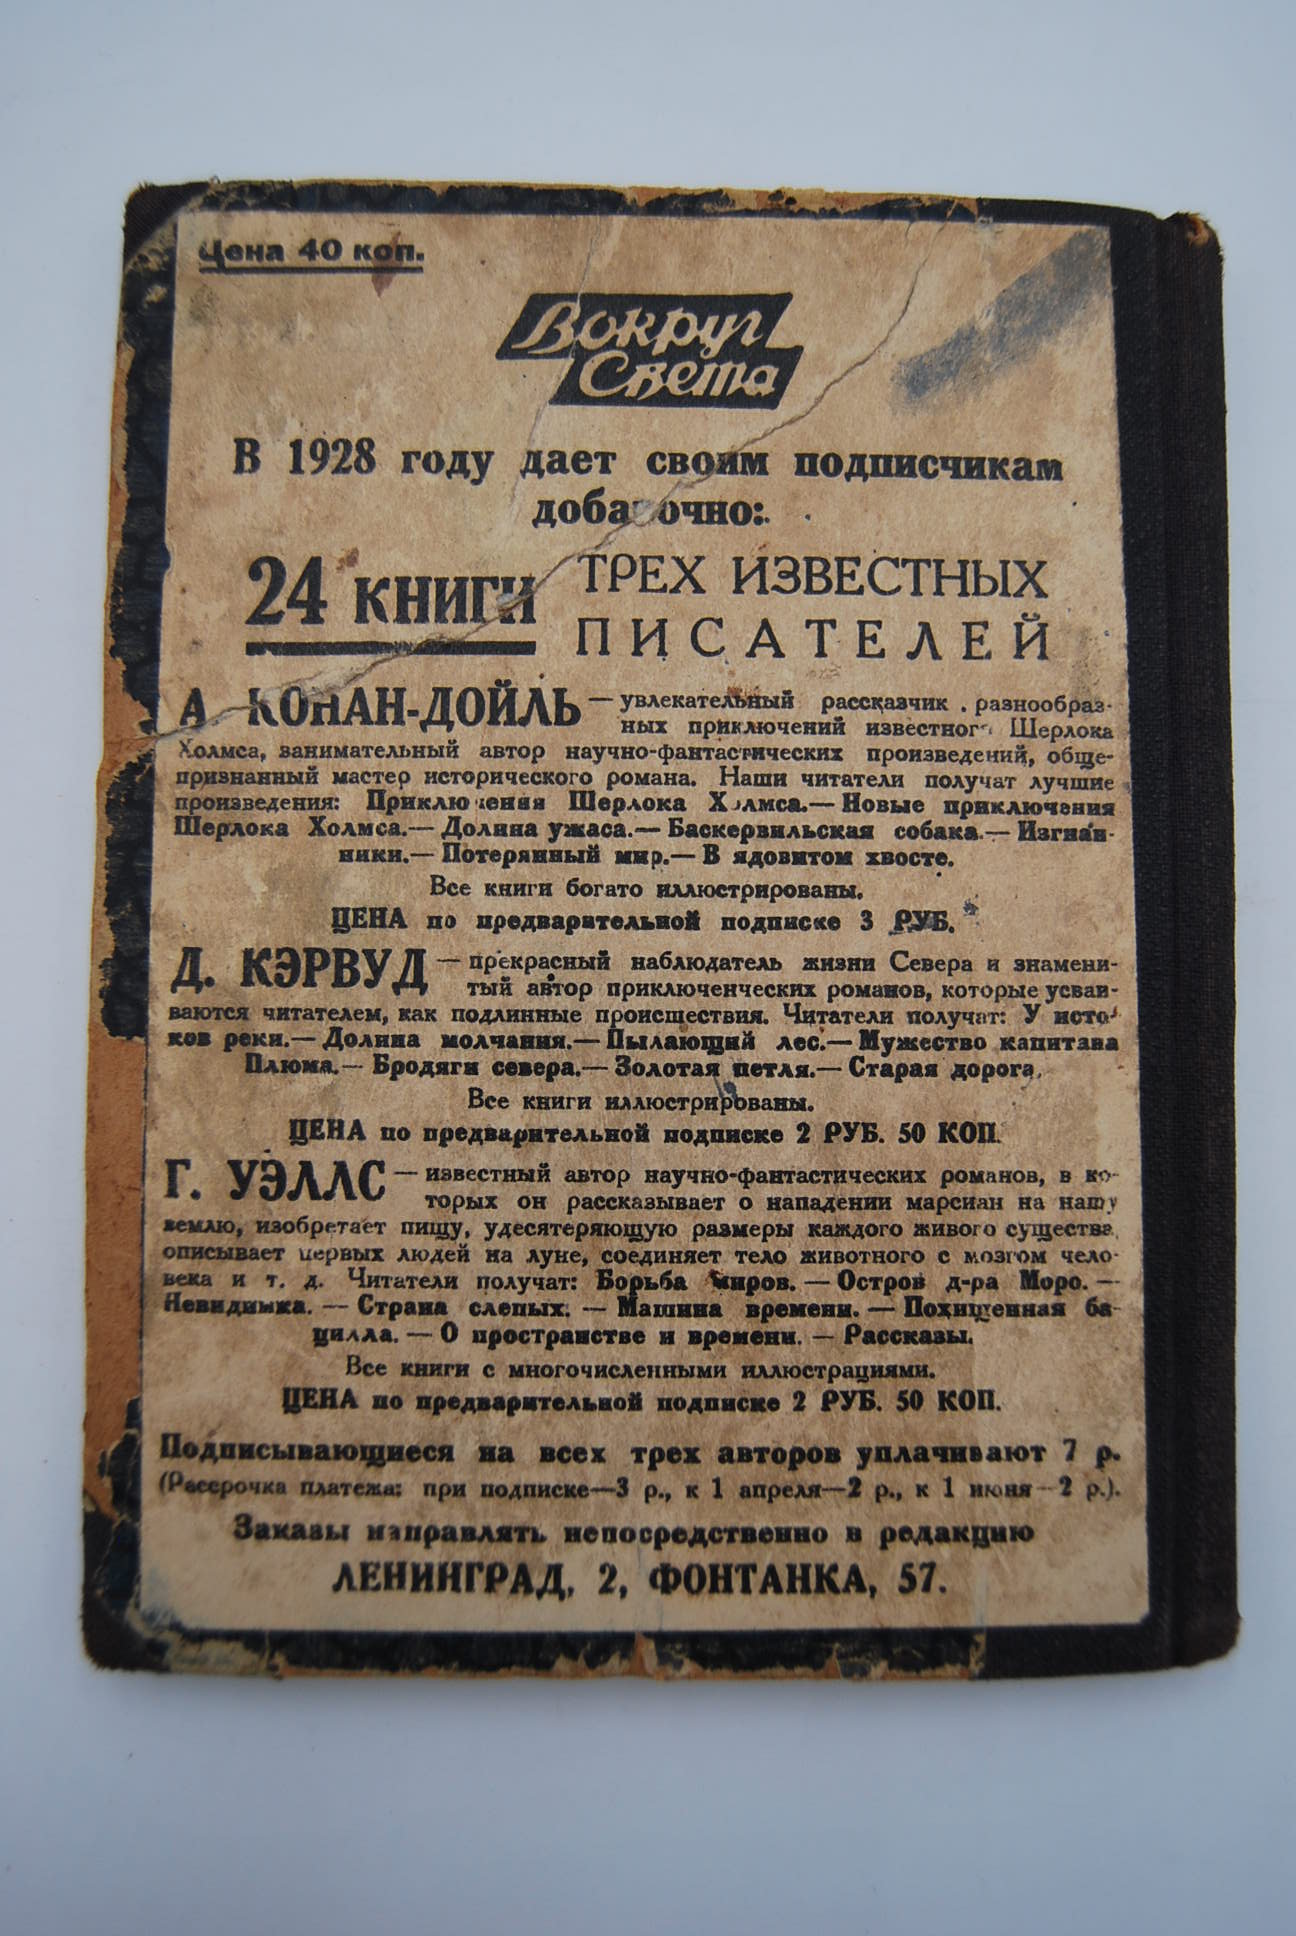 Цена 40 коп.
Вокруг
Света
В 1928 году дает своим подписчикам
добавочно:
24 книги
ТРЕХ ИЗВЕСТНЫХ
ПИСАТЕЛЕЙ
А. КОНАН-ДОЙЛЬ — увлекательный рассказчик разнообраз-
ных приключений известного Шерлока
Холмса, занимательный автор научно-фантастических произведений, обще-
признанный мастер исторического романа. Наши читатели получат лучшие
произведения: Приключения Шерлока Холмса.— Новые приключения
Шерлока Холмса.— Долина ужаса.— Баскервильская собака.— Изгнан-
ники.— Потерянный мир.— В ядовитом хвосте.
Все книги богато иллюстрированы.
ЦЕНА по предварительной подписке 3 РУБ.
Д. КЭРВУД — прекрасный наблюдатель жизни Севера и знамени-
тый автор приключенческих романов, которые усваи-
ваются читателем, как подлинные происшествия. Читатели получат: У исто-
ков реки.— Долина молчания.— Пылающий лес.— Мужество капитана
Плюма.— Бродяги севера.— Золотая петля.— Старая дорога.
Все книги иллюстрированы.
ЦЕНА по предварительной подписке 2 РУБ. 50 КОП.
Г. УЭЛЛС — известный автор научно-фантастических романов, в ко-
торых он рассказывает о нападении марсиан на нашу
землю, изобретает пищу, удесятеряющую размеры каждого живого существа,
описывает первых людей на луне, соединяет тело животного с мозгом чело-
века и т. д. Читатели получат: Борьба миров. — Остров д-ра Моро. —
Невидимка. — Страна слепых. — Машина времени. — Похищенная ба-
цилла. — О пространстве и времени. — Рассказы.
Все книги с многочисленными иллюстрациями.
ЦЕНА по предварительной подписке 2 РУБ. 50 КОП.
Подписывающиеся на всех трех авторов уплачивают 7 р.
(Рассрочка платежа: при подписке—3 р., к 1 апреля—2 р., к 1 июня—2 р.).
Заказы направлять непосредственно в редакцию
ЛЕНИНГРАД, 2, ФОНТАНКА, 57.